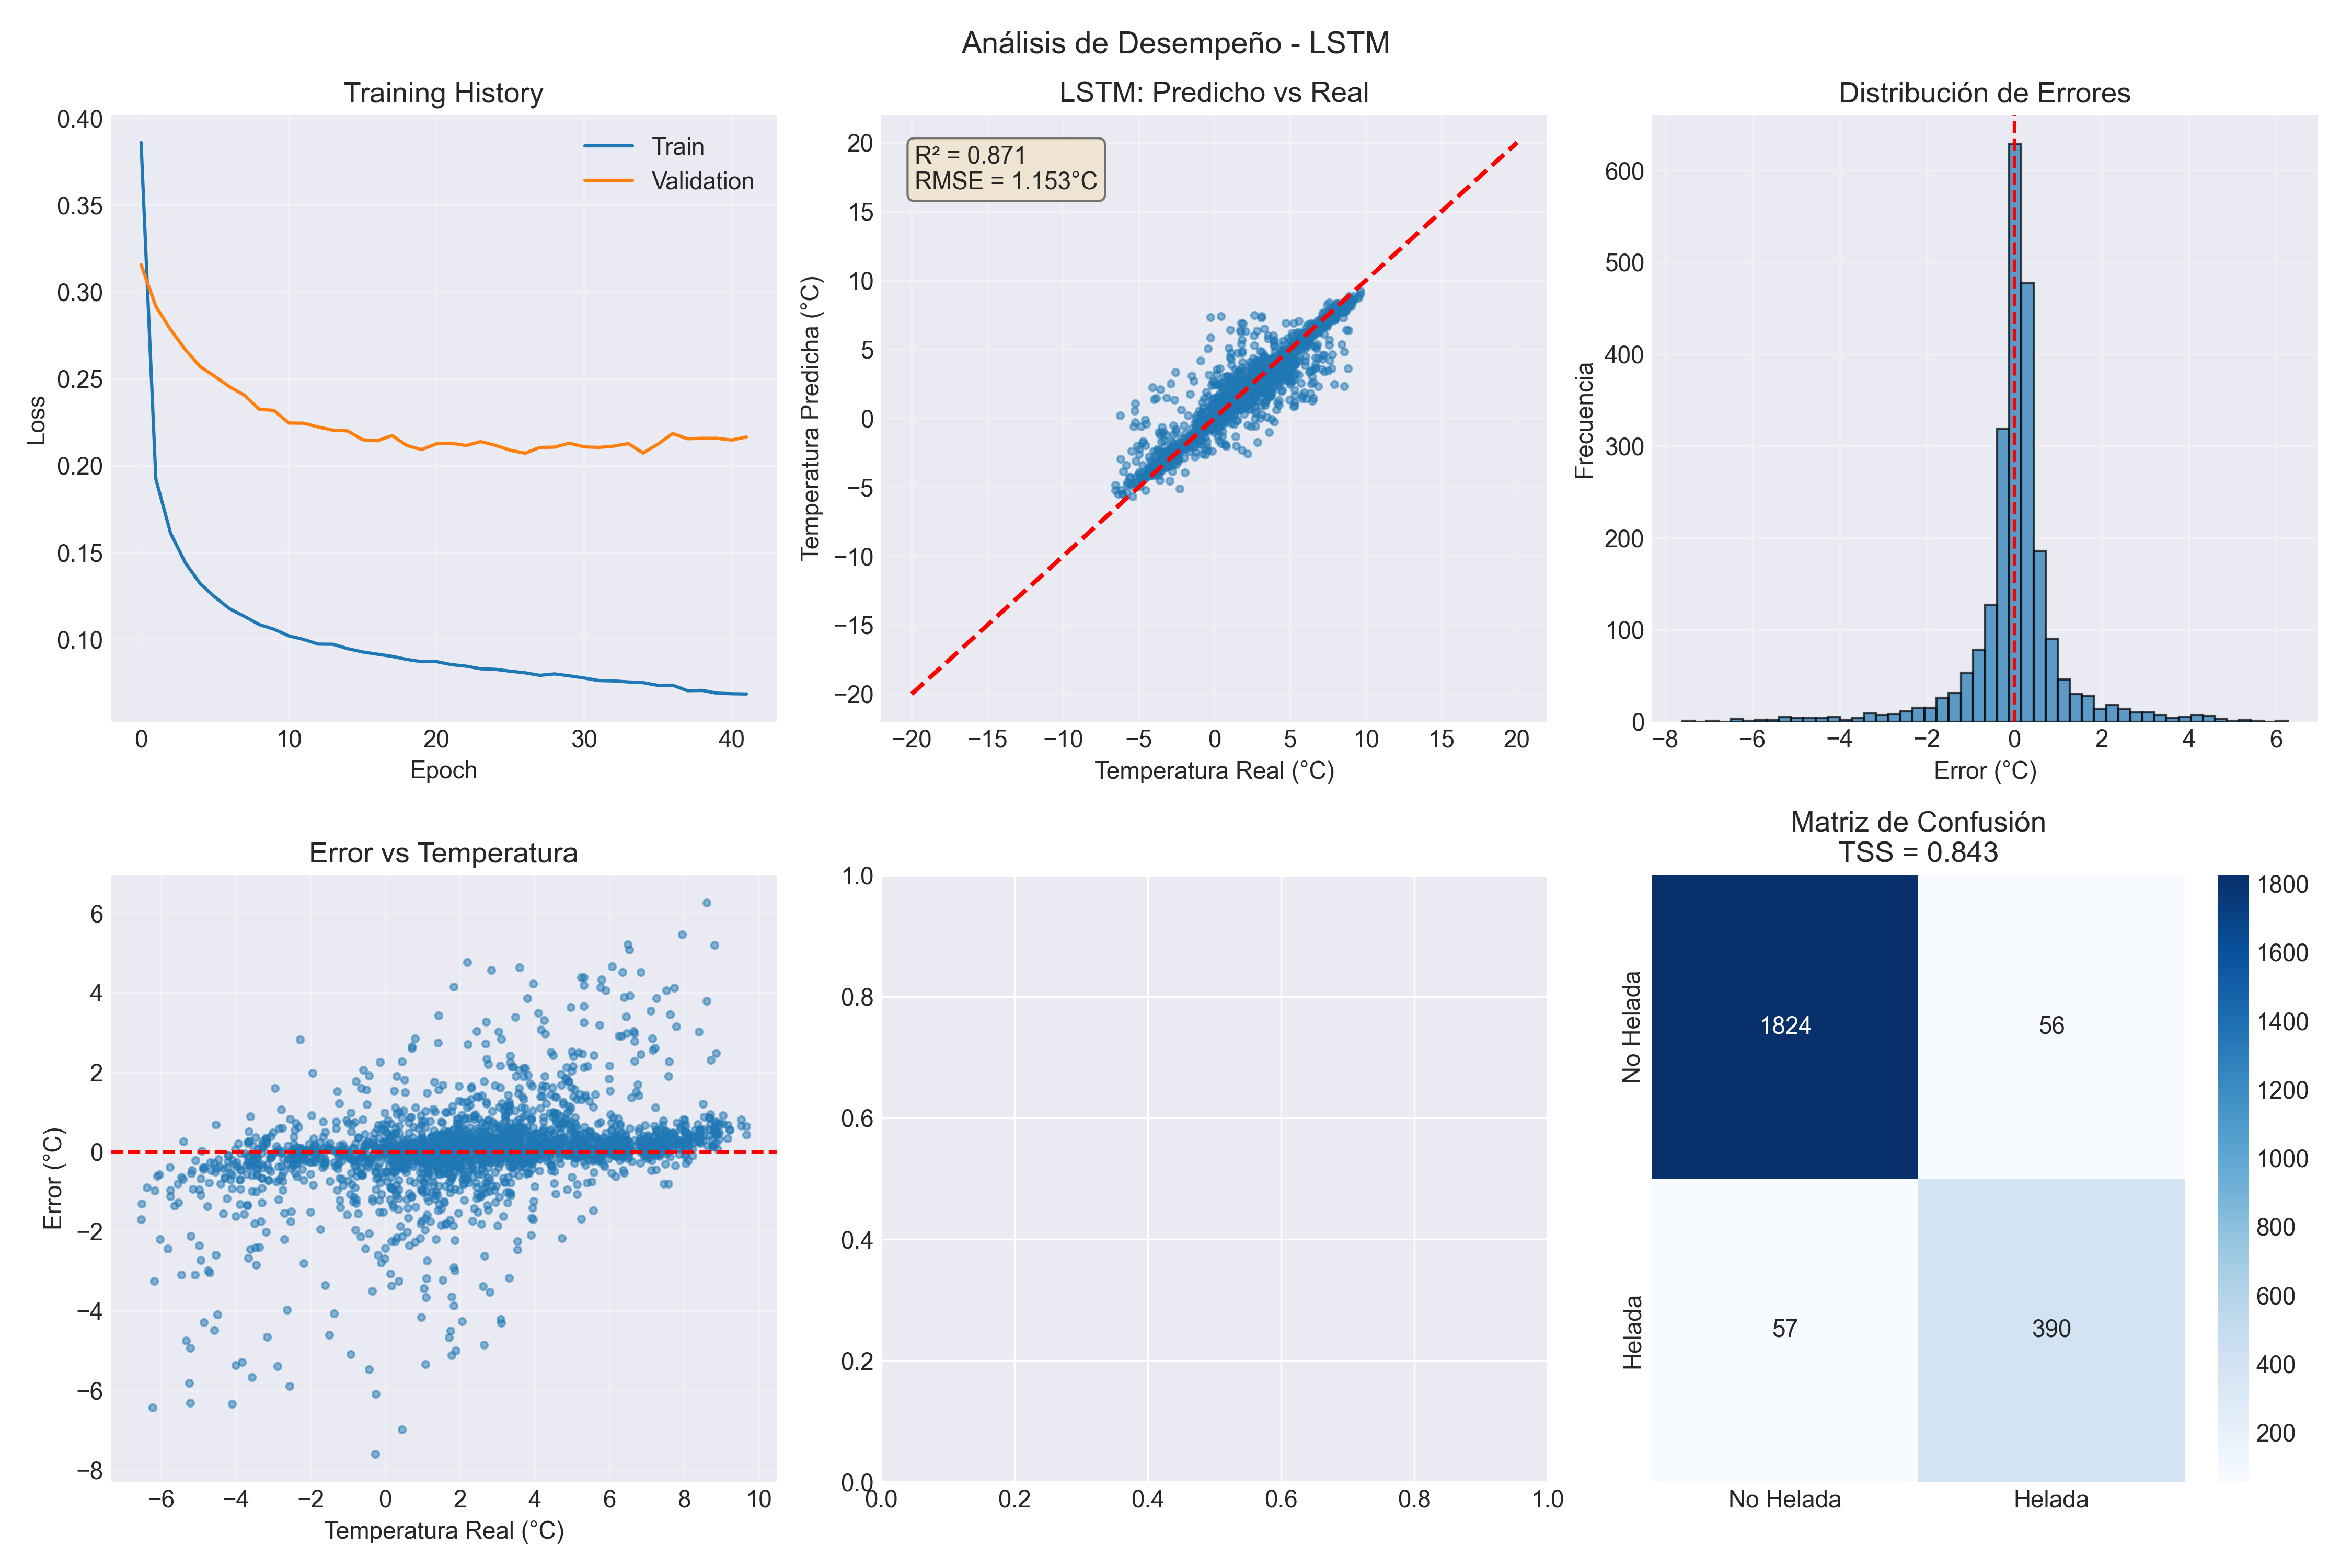 Análisis de Desempeño - LSTM
Training History
0.40
0.35
0.30
0.25
0.20
0.15
0.10
Loss
Train
Validation
0 10 20 30 40
Epoch
LSTM: Predicho vs Real
20
15
10
5
0
−5
−10
−15
−20
Temperatura Predicha (°C)
R² = 0.871
RMSE = 1.153°C
−20 −15 −10 −5 0 5 10 15 20
Temperatura Real (°C)
Distribución de Errores
600
500
400
300
200
100
0
Frecuencia
−8 −6 −4 −2 0 2 4 6
Error (°C)
Error vs Temperatura
6
4
2
0
−2
−4
−6
−8
Error (°C)
−6 −4 −2 0 2 4 6 8 10
Temperatura Real (°C)
1.0
0.8
0.6
0.4
0.2
0.0
0.0 0.2 0.4 0.6 0.8 1.0
Matriz de Confusión
TSS = 0.843
No Helada
Helada
1824 56
57 390
No Helada Helada
1800
1600
1400
1200
1000
800
600
400
200